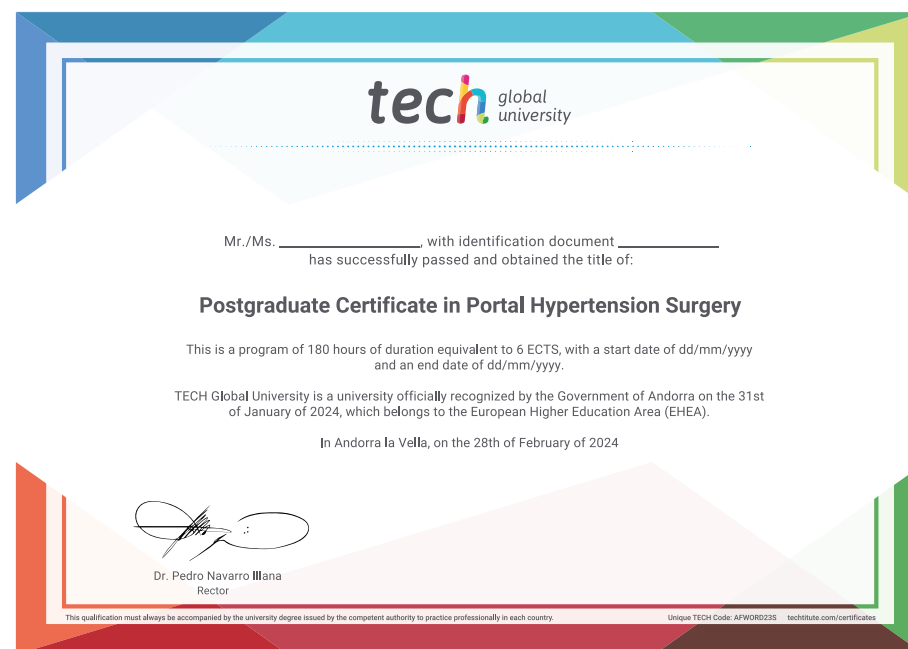 tech global
university
Mr./Ms. ____________, with identification document ____________
has successfully passed and obtained the title of:
Postgraduate Certificate in Portal Hypertension Surgery
This is a program of 180 hours of duration equivalent to 6 ECTS, with a start date of dd/mm/yyyy
and an end date of dd/mm/yyyy.
TECH Global University is a university officially recognized by the Government of Andorra on the 31st
of January of 2024, which belongs to the European Higher Education Area (EHEA).
In Andorra la Vella, on the 28th of February of 2024
Dr. Pedro Navarro Illana
Rector
This qualification must always be accompanied by the university degree issued by the competent authority to practice professionally in each country. Unique TECH Code: AFWORD23S techtitute.com/certificates